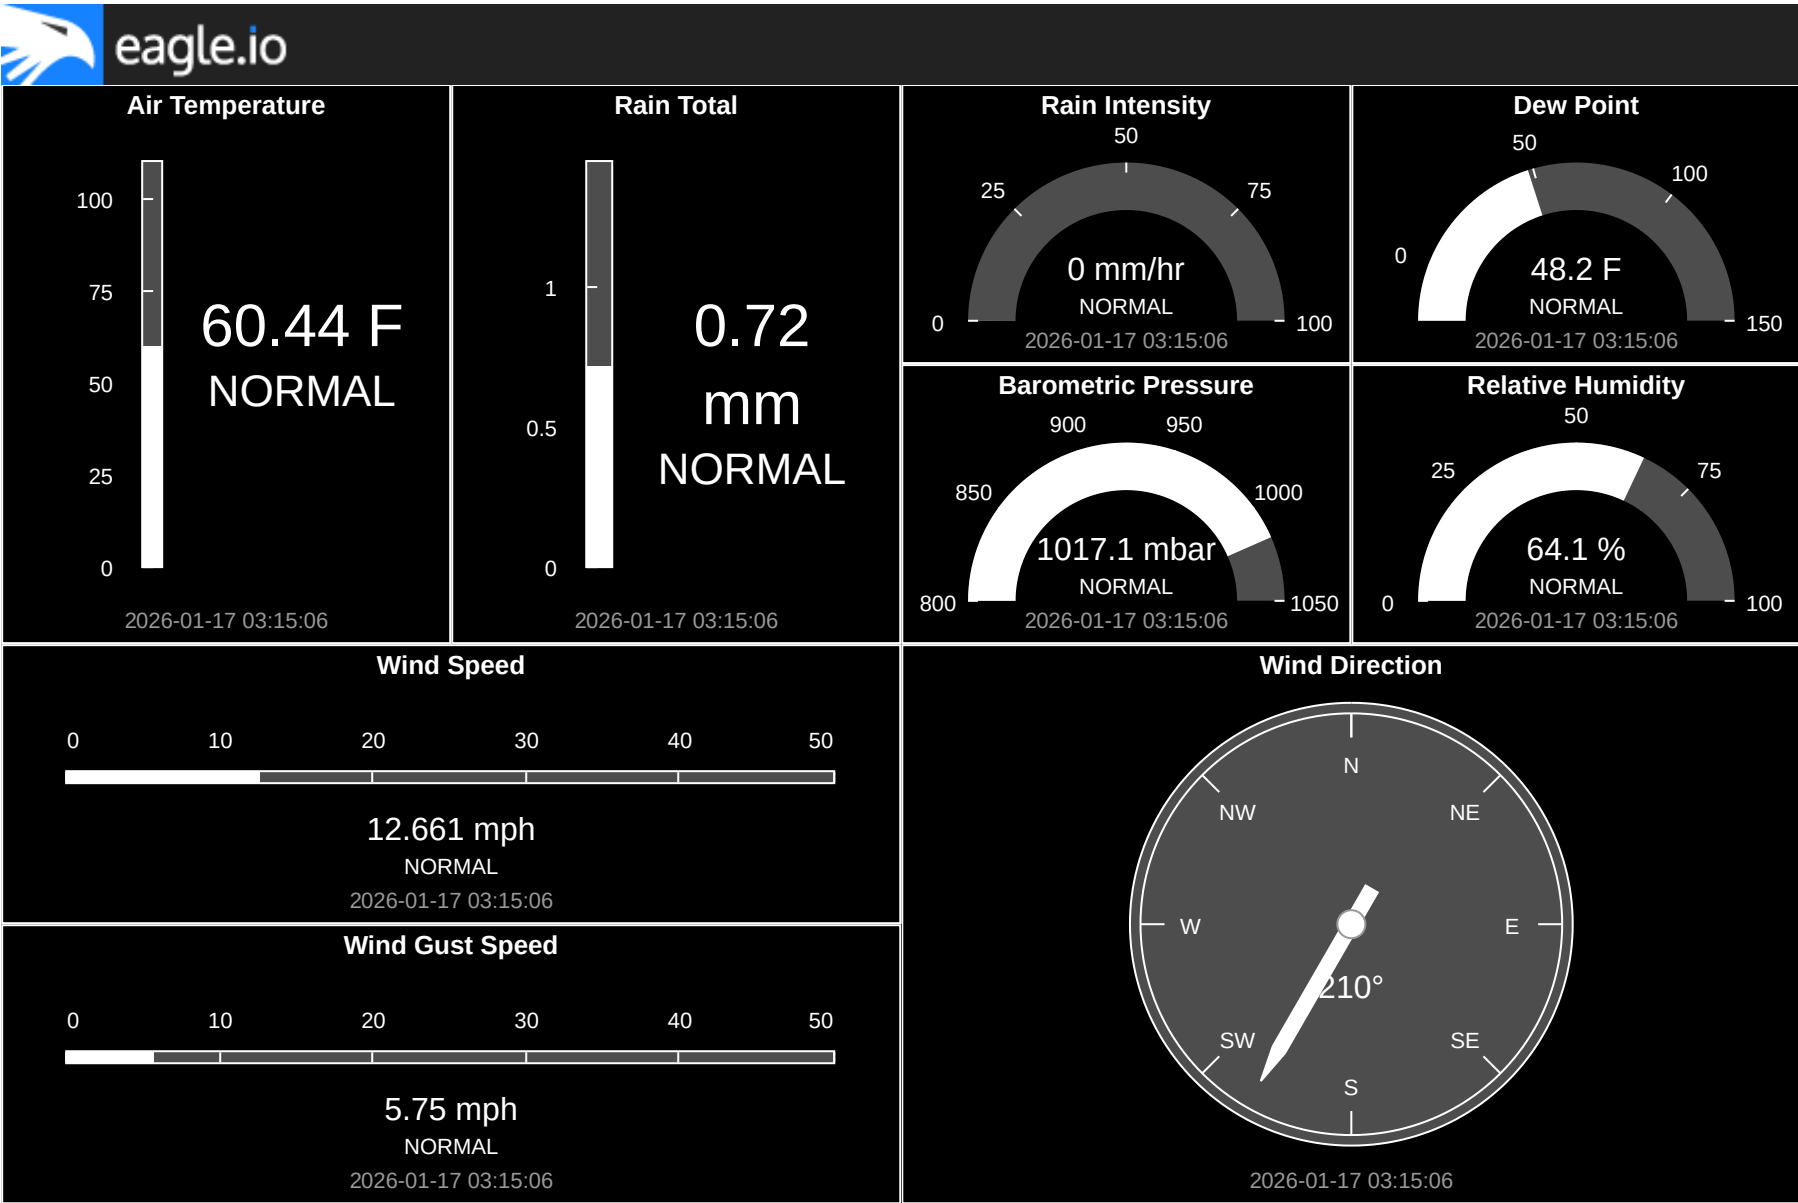 eagle.io
Air Temperature
100
75
50
25
0
60.44 F
NORMAL
2026-01-17 03:15:06
Rain Total
1
0.5
0
0.72
mm
NORMAL
2026-01-17 03:15:06
Rain Intensity
0
25
50
75
100
0 mm/hr
NORMAL
2026-01-17 03:15:06
Dew Point
0
50
100
150
48.2 F
NORMAL
2026-01-17 03:15:06
Barometric Pressure
800
850
900
950
1000
1050
1017.1 mbar
NORMAL
2026-01-17 03:15:06
Relative Humidity
0
25
50
75
100
64.1 %
NORMAL
2026-01-17 03:15:06
Wind Speed
0 10 20 30 40 50
12.661 mph
NORMAL
2026-01-17 03:15:06
Wind Gust Speed
0 10 20 30 40 50
5.75 mph
NORMAL
2026-01-17 03:15:06
Wind Direction
N
NW NE
W E
210°
SW SE
S
2026-01-17 03:15:06